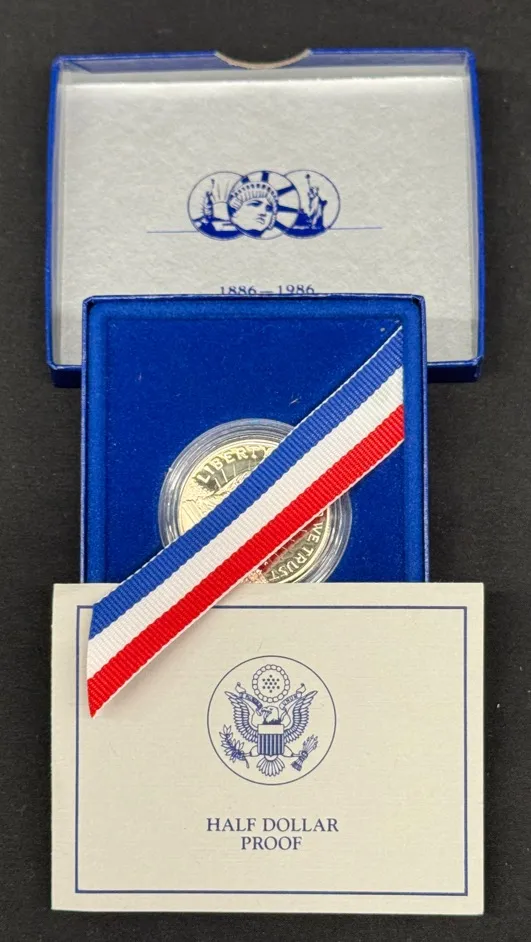 1886–1986
LIBERTY
WE TRUST
HALF DOLLAR
PROOF